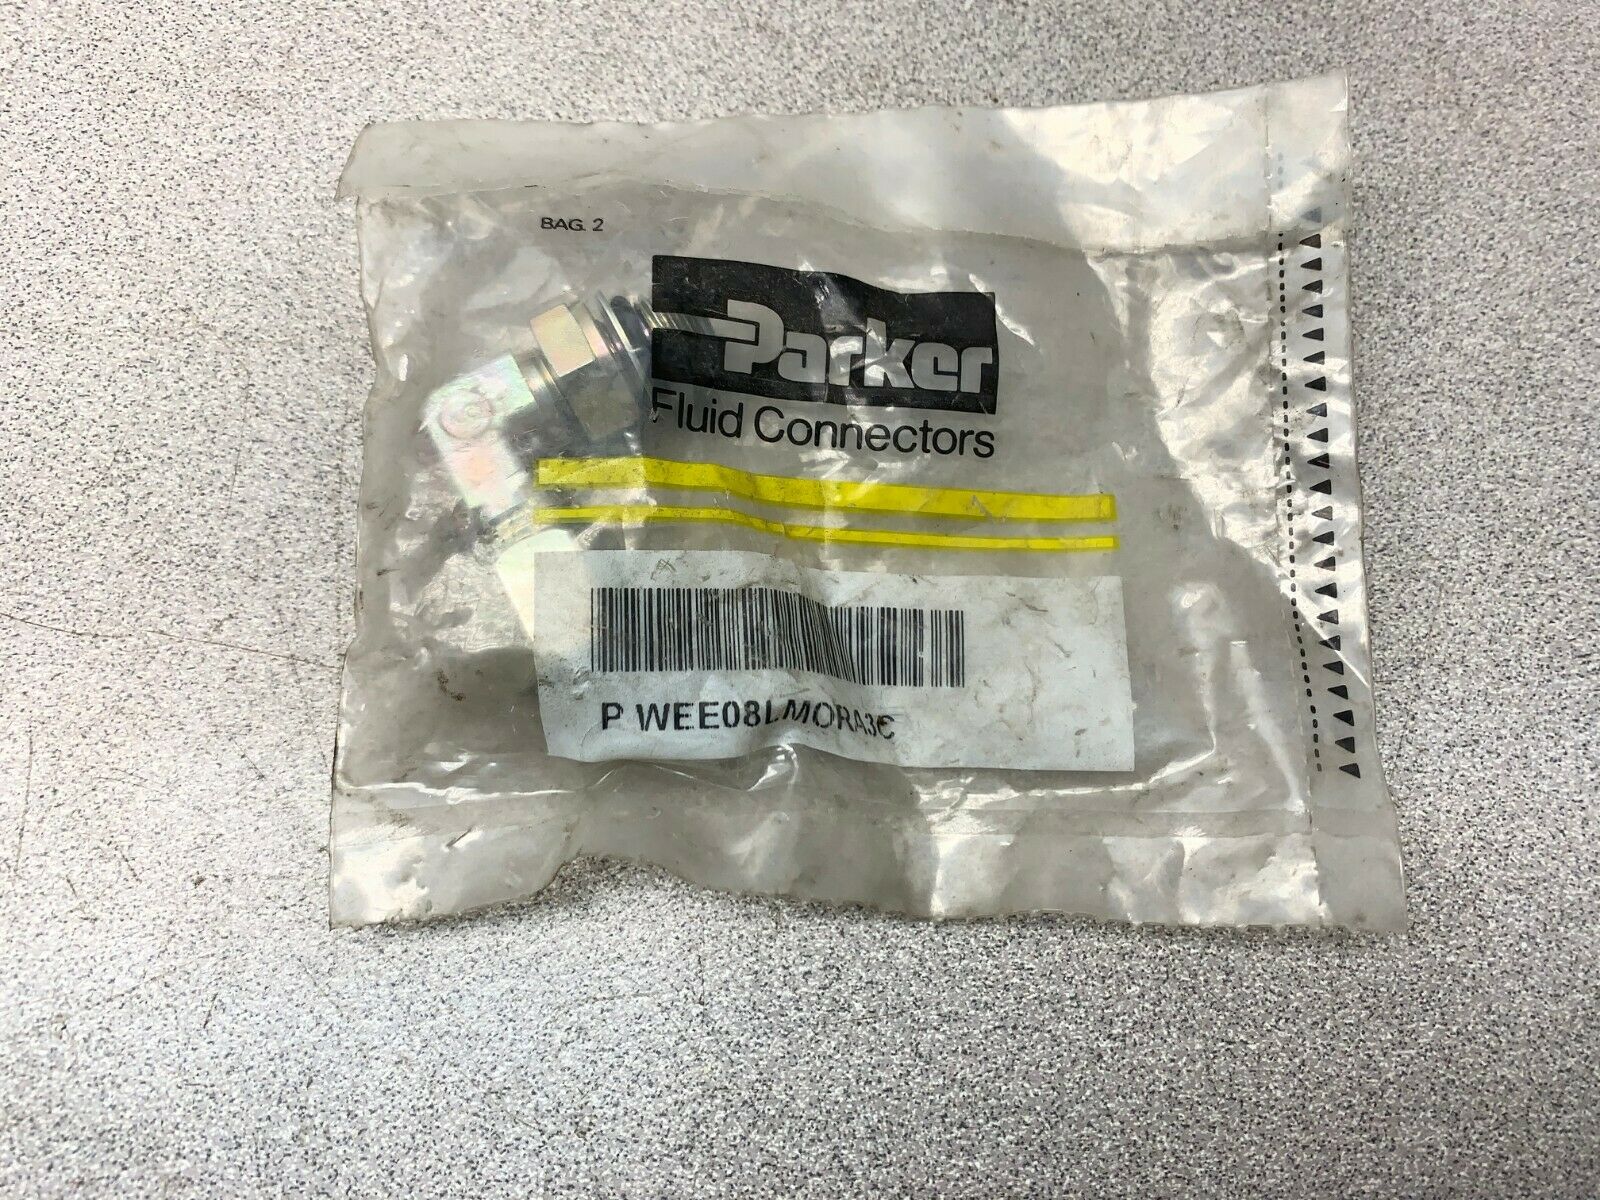 BAG. 2
Parker
Fluid Connectors
P WEE08LMORA3C